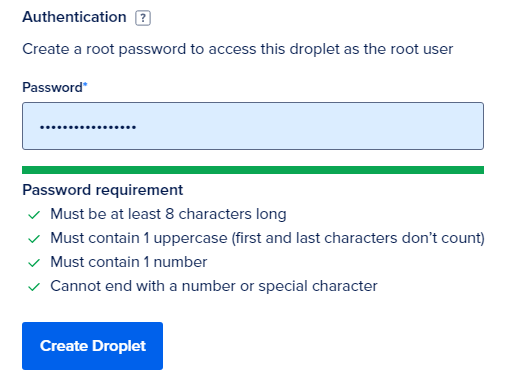 Authentication ?
Create a root password to access this droplet as the root user
Password*
•••••••••••••••••
Password requirement
✓ Must be at least 8 characters long
✓ Must contain 1 uppercase (first and last characters don’t count)
✓ Must contain 1 number
✓ Cannot end with a number or special character
Create Droplet